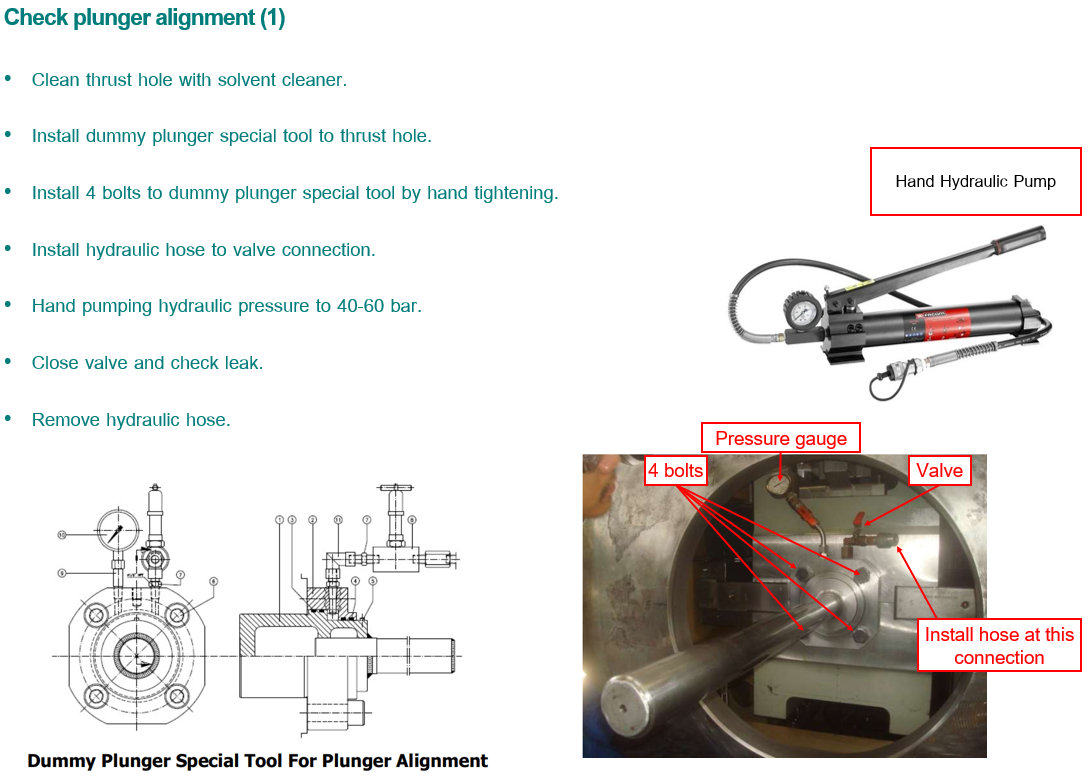 Check plunger alignment (1)
• Clean thrust hole with solvent cleaner.
• Install dummy plunger special tool to thrust hole.
• Install 4 bolts to dummy plunger special tool by hand tightening.
• Install hydraulic hose to valve connection.
• Hand pumping hydraulic pressure to 40-60 bar.
• Close valve and check leak.
• Remove hydraulic hose.
Hand Hydraulic Pump
Pressure gauge
4 bolts
Valve
Install hose at this
connection
10
9
7
6
1 3 2 11 7 8
4 5
Dummy Plunger Special Tool For Plunger Alignment